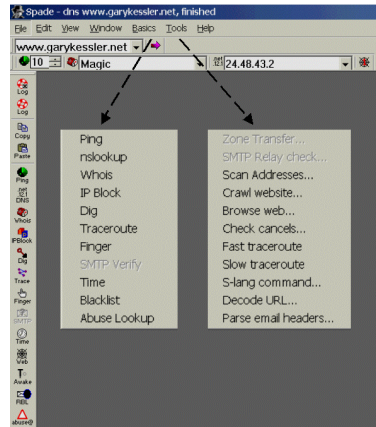 Spade - dns www.garykessler.net, finished
File Edit View Window Basics Tools Help
www.garykessler.net
10 Magic 24.48.43.2
Log
Log
Copy
Paste
Ping
DNS
Whois
IPBlock
Dig
Trace
Finger
SMTP
Time
Web
Awake
RBL
abuse@
Ping
nslookup
Whois
IP Block
Dig
Traceroute
Finger
SMTP Verify
Time
Blacklist
Abuse Lookup
Zone Transfer...
SMTP Relay check...
Scan Addresses...
Crawl website...
Browse web...
Check cancels...
Fast traceroute
Slow traceroute
S-lang command...
Decode URL...
Parse email headers...